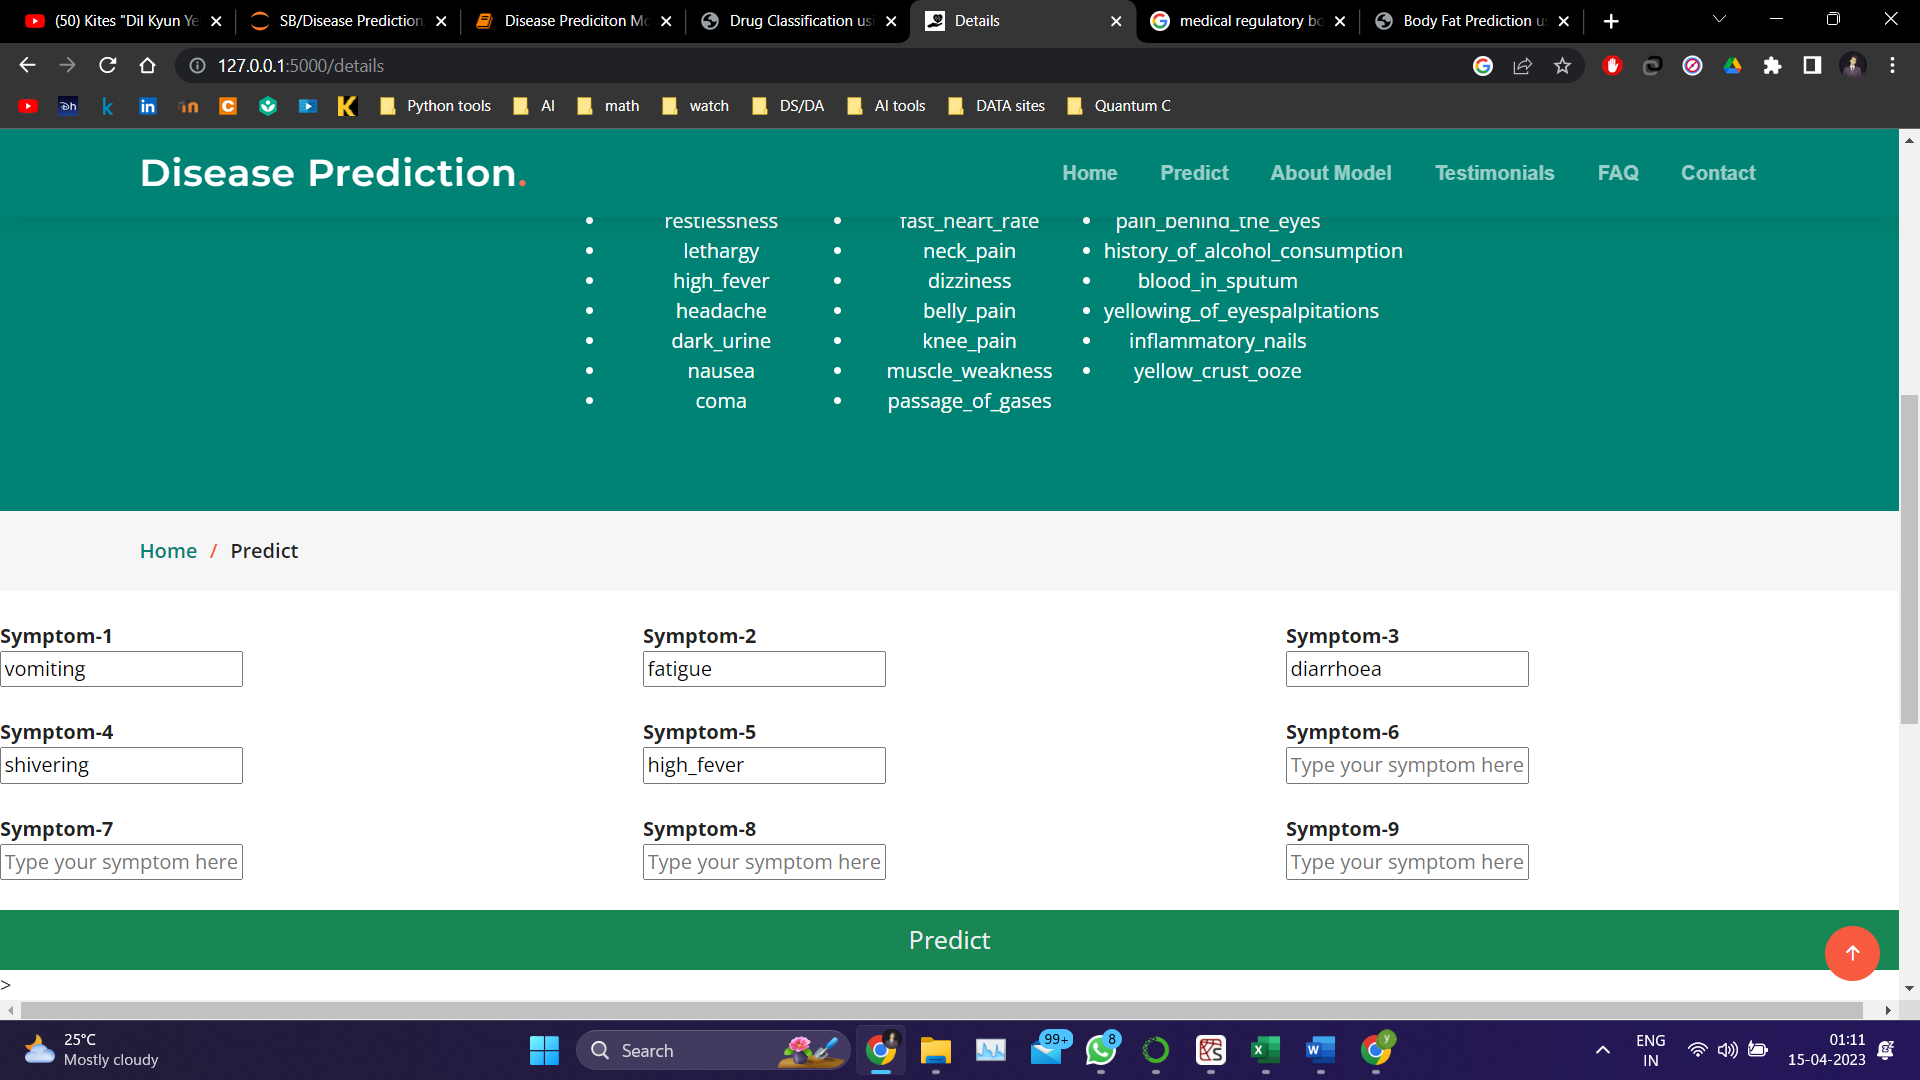 (50) Kites "Dil Kyun Ye
SB/Disease Prediction
Disease Prediciton Mo
Drug Classification usi
Details
medical regulatory bo
Body Fat Prediction u
127.0.0.1:5000/details
Python tools
AI
math
watch
DS/DA
AI tools
DATA sites
Quantum C
Disease Prediction.
Home
Predict
About Model
Testimonials
FAQ
Contact
restlessness
fast_heart_rate
pain_behind_the_eyes
lethargy
neck_pain
history_of_alcohol_consumption
high_fever
dizziness
blood_in_sputum
headache
belly_pain
yellowing_of_eyespalpitations
dark_urine
knee_pain
inflammatory_nails
nausea
muscle_weakness
yellow_crust_ooze
coma
passage_of_gases
Home / Predict
Symptom-1
Symptom-2
Symptom-3
vomiting
fatigue
diarrhoea
Symptom-4
Symptom-5
Symptom-6
shivering
high_fever
Type your symptom here
Symptom-7
Symptom-8
Symptom-9
Type your symptom here
Type your symptom here
Type your symptom here
Predict
>
25°C
Mostly cloudy
Search
99+
8
ENG
IN
01:11
15-04-2023